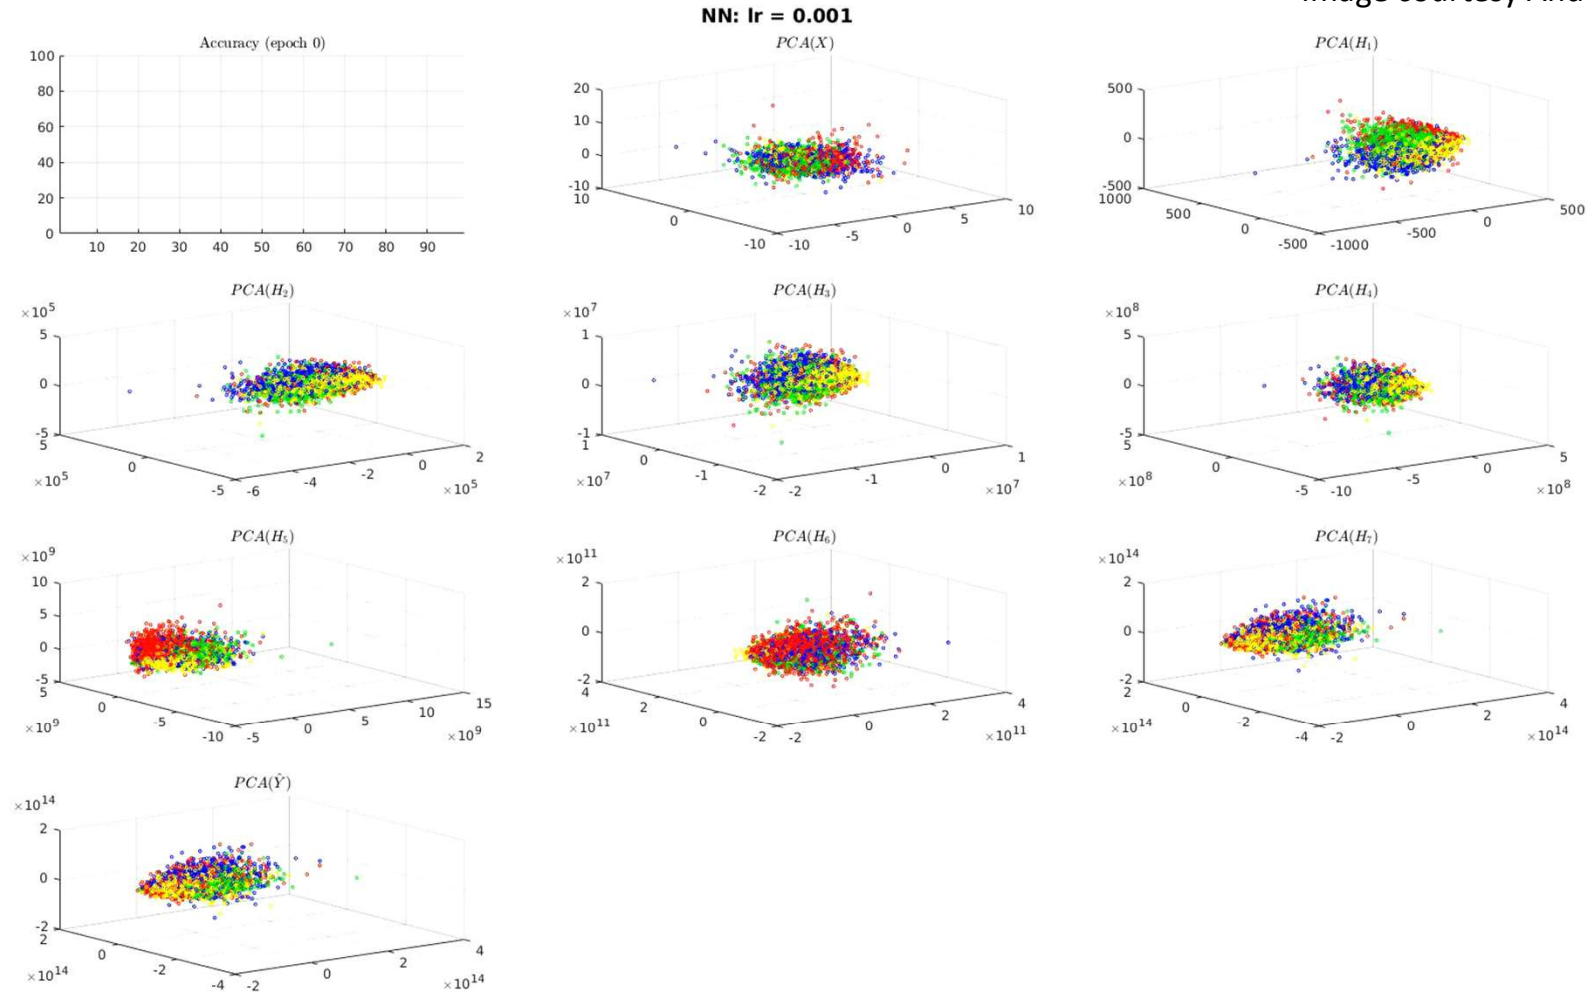 NN: lr = 0.001
Accuracy (epoch 0)
100
80
60
40
20
0
10 20 30 40 50 60 70 80 90
PCA(X)
20
10
0
-10
10 0 -10
-10 -5 0 5 10
PCA(H₁)
500
0
-500
1000 500 0 -500
-1000 -500 0 500
PCA(H₂)
×10⁵
5
0
-5
5 0 -5
×10⁵
-6 -4 -2 0 2
×10⁵
PCA(H₃)
×10⁷
1
0
-1
1 0 -1 -2
×10⁷
-2 -1 0 1
×10⁷
PCA(H₄)
×10⁸
5
0
-5
5 0 -5
×10⁸
-10 -5 0 5
×10⁸
PCA(H₅)
×10⁹
10
5
0
-5
5 0 -5 -10
×10⁹
-5 0 5 10 15
×10⁹
PCA(H₆)
×10¹¹
2
0
-2
4 2 0 -2
×10¹¹
-2 0 2 4
×10¹¹
PCA(H₇)
×10¹⁴
2
0
-2
2 0 -2 -4
×10¹⁴
-2 0 2 4
×10¹⁴
PCA(Ŷ)
×10¹⁴
2
0
-2
2 0 -2 -4
×10¹⁴
-2 0 2 4
×10¹⁴